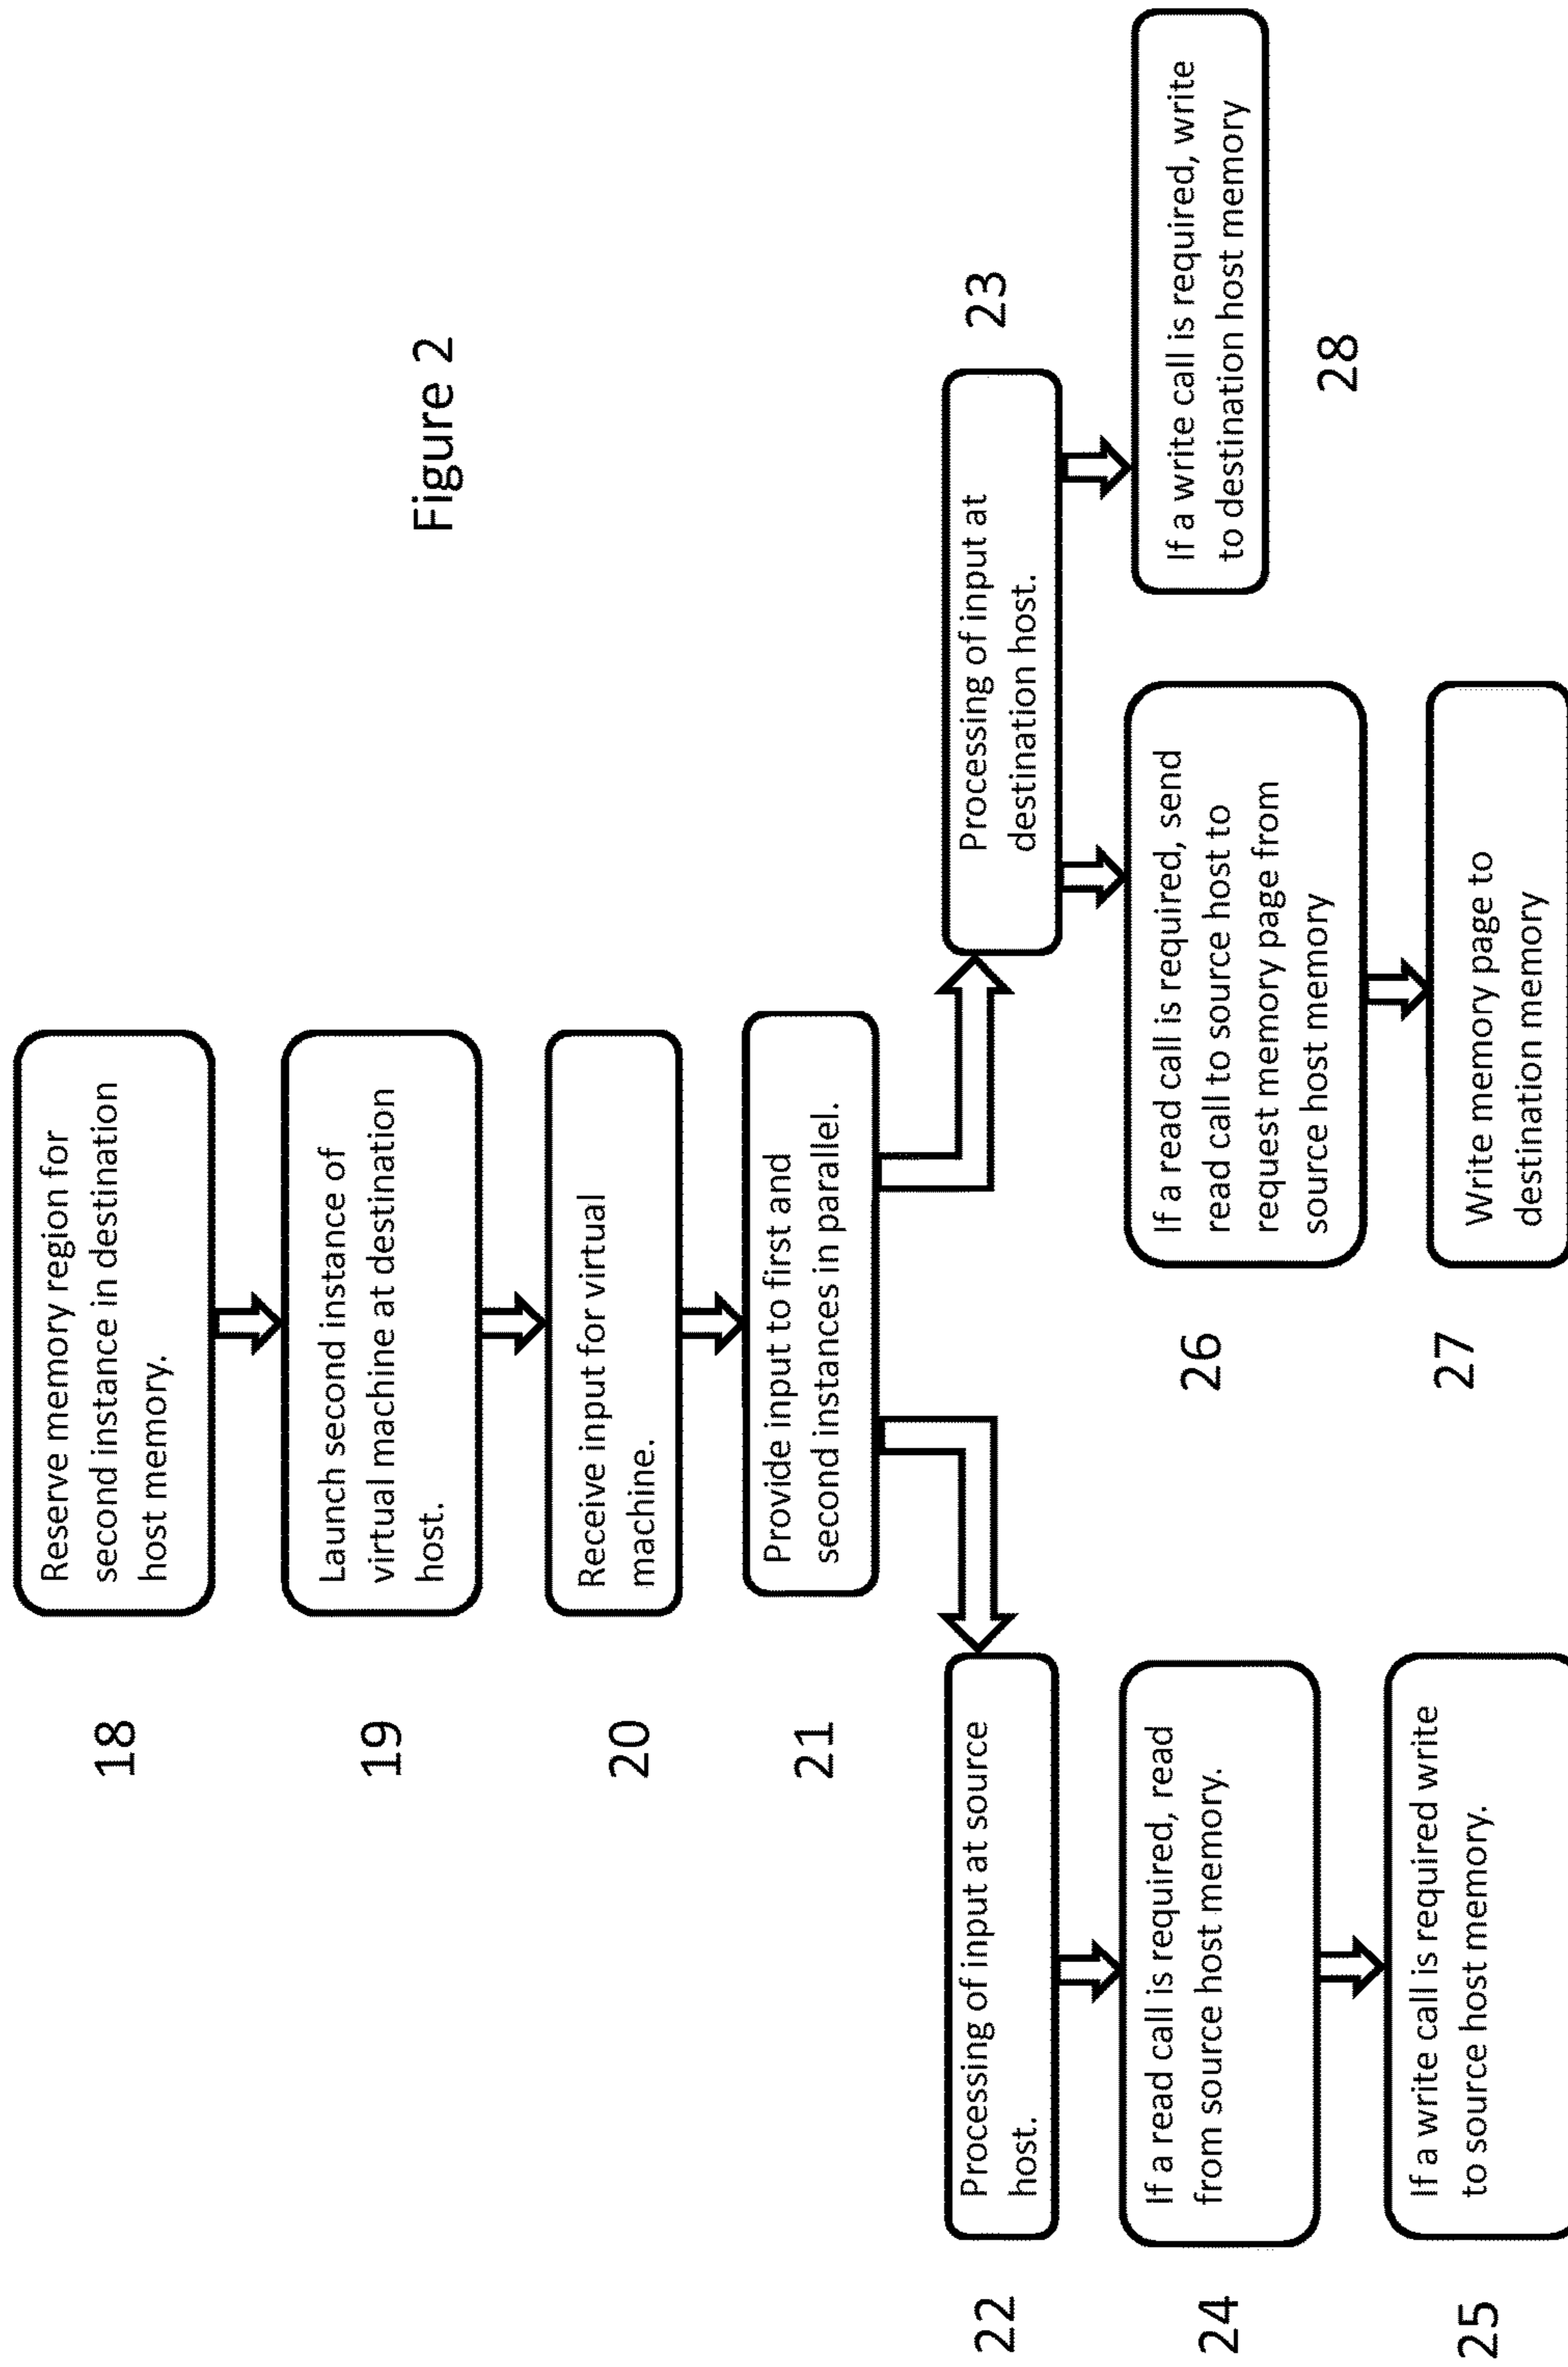 Figure 2
18
Reserve memory region for
second instance in destination
host memory.
19
Launch second instance of
virtual machine at destination
host.
20
Receive input for virtual
machine.
21
Provide input to first and
second instances in parallel.
22
Processing of input at source
host.
23
Processing of input at
destination host.
24
If a read call is required, read
from source host memory.
25
If a write call is required write
to source host memory.
26
If a read call is required, send
read call to source host to
request memory page from
source host memory
27
Write memory page to
destination memory
If a write call is required, write
to destination host memory
28